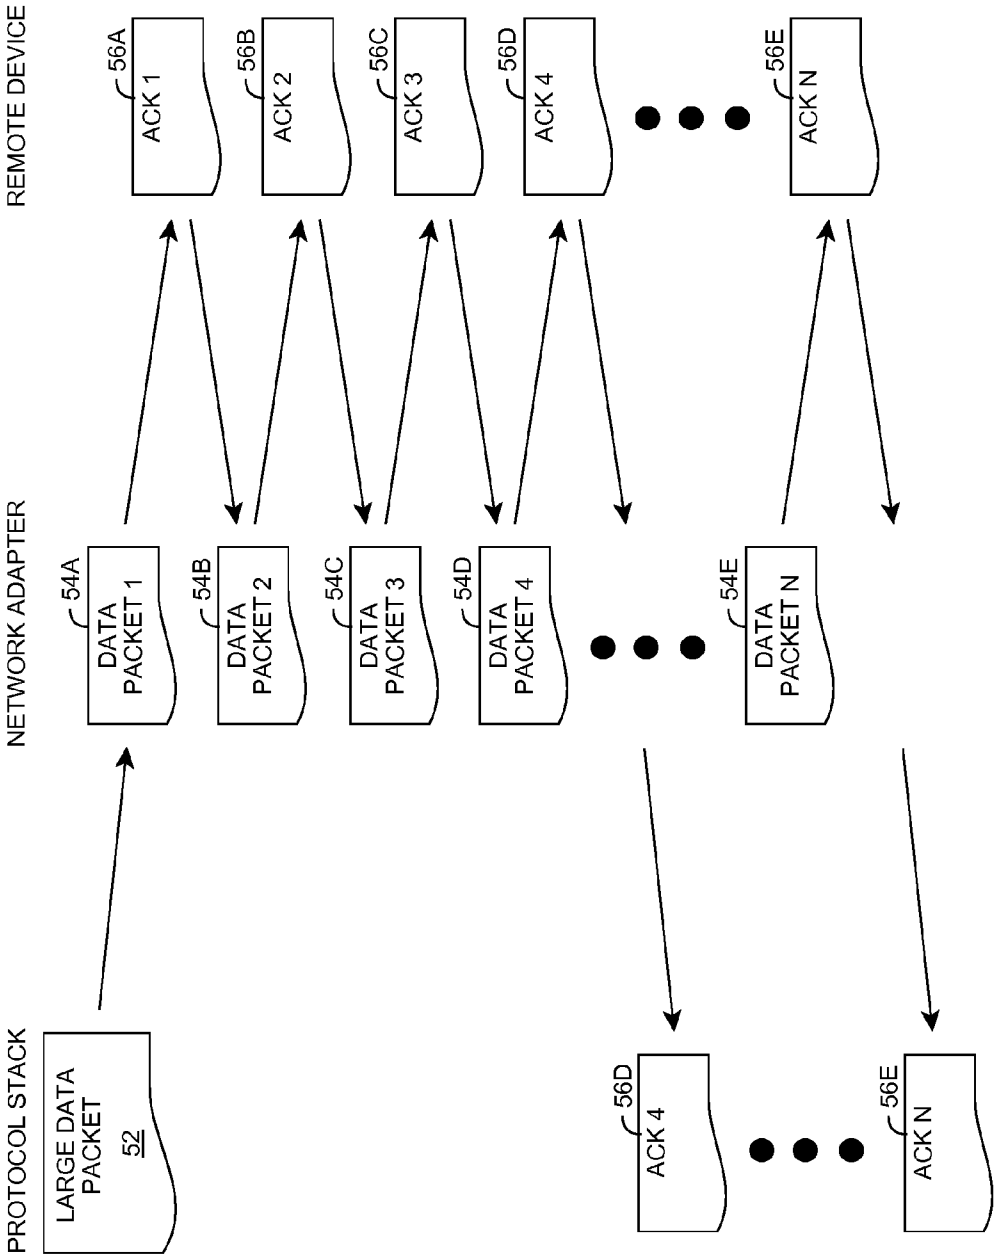 PROTOCOL STACK
NETWORK ADAPTER
REMOTE DEVICE
LARGE DATA
PACKET
52
54A
DATA
PACKET 1
56A
ACK 1
54B
DATA
PACKET 2
56B
ACK 2
54C
DATA
PACKET 3
56C
ACK 3
54D
DATA
PACKET 4
56D
ACK 4
56D
ACK 4
54E
DATA
PACKET N
56E
ACK N
56E
ACK N